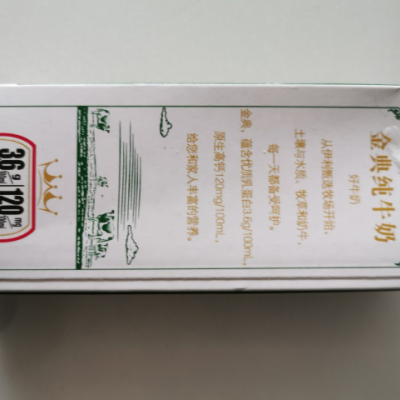 金典纯牛奶
好牛奶
从伊利甄选牧场开始,
土壤与水质、牧草和奶牛,
每一天都备受呵护。
金典,蕴含优质乳蛋白3.6g/100mL,
原生高钙120mg/100mL,
给您和家人丰富的营养。
3.6g
120mg